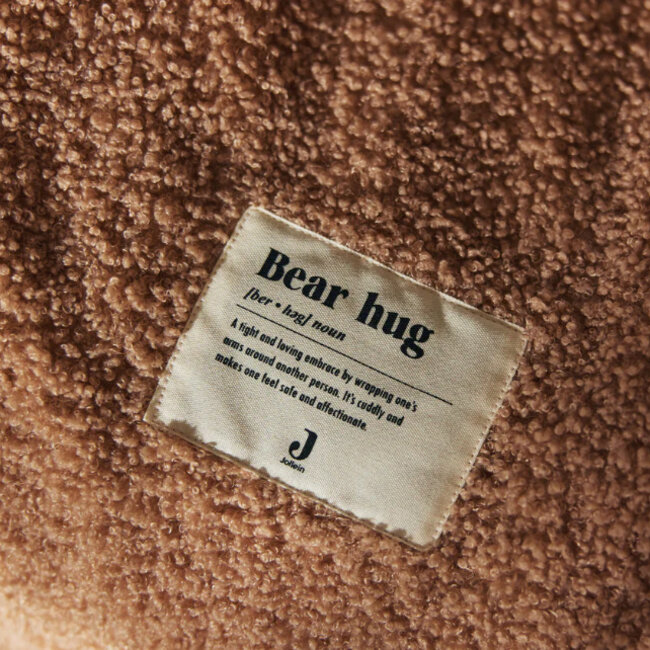 Bear hug
[ber • həg] noun
A tight and loving embrace by wrapping one's
arms around another person. It's cuddly and
makes one feel safe and affectionate.
J
Jollein